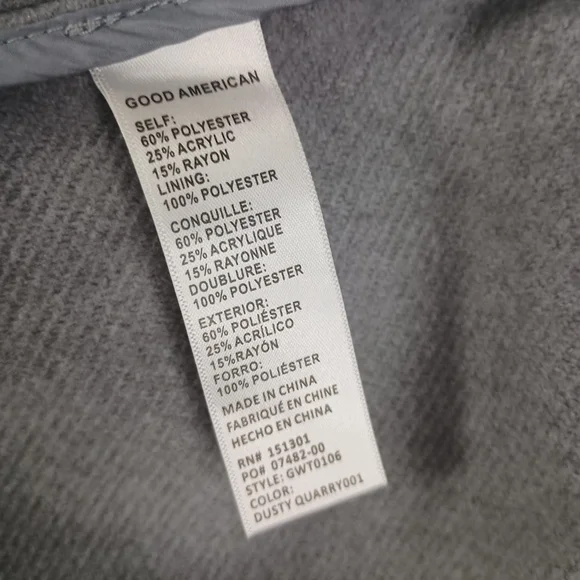 GOOD AMERICAN
SELF:
60% POLYESTER
25% ACRYLIC
15% RAYON
LINING:
100% POLYESTER
CONQUILLE:
60% POLYESTER
25% ACRYLIQUE
15% RAYONNE
DOUBLURE:
100% POLYESTER
EXTERIOR:
60% POLIÉSTER
25% ACRÍLICO
15%RAYÓN
FORRO:
100% POLIÉSTER
MADE IN CHINA
FABRIQUÉ EN CHINE
HECHO EN CHINA
RN# 151301
PO# 07482-00
STYLE: GWT0106
COLOR:
DUSTY QUARRY001